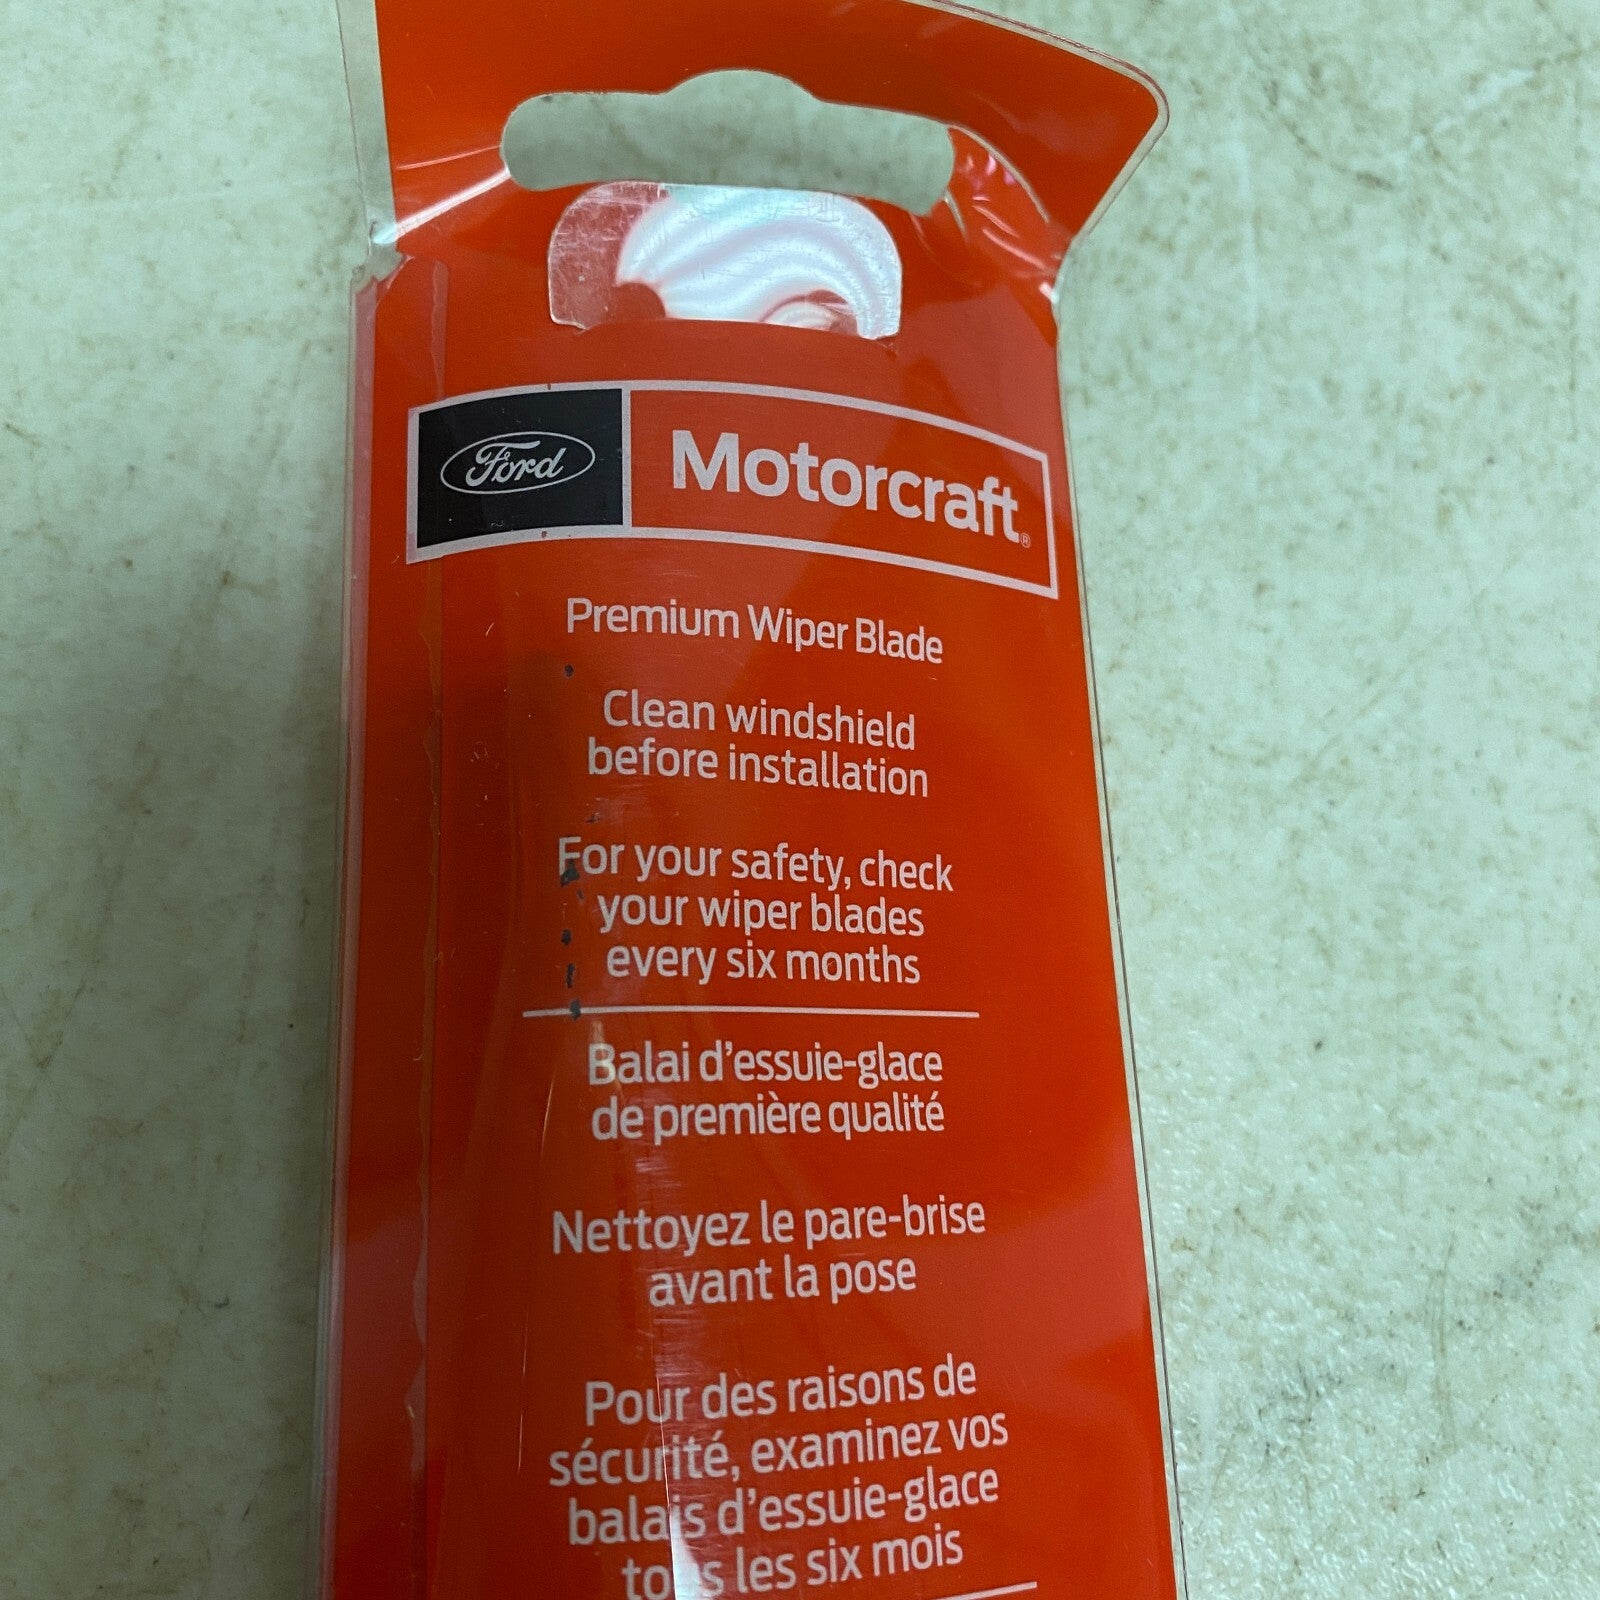 Ford
Motorcraft®
Premium Wiper Blade
Clean windshield
before installation
For your safety, check
your wiper blades
every six months
Balai d'essuie-glace
de première qualité
Nettoyez le pare-brise
avant la pose
Pour des raisons de
sécurité, examinez vos
balais d'essuie-glace
tous les six mois